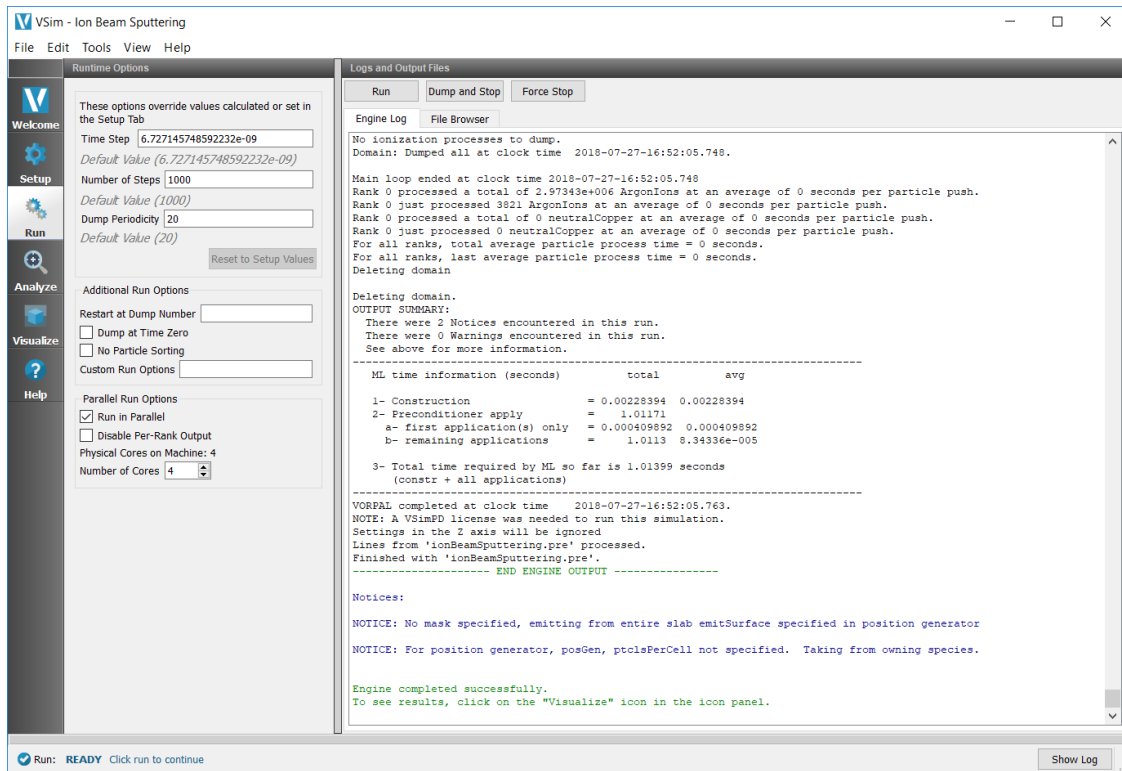 VSim - Ion Beam Sputtering
File Edit Tools View Help
Welcome
Setup
Run
Analyze
Visualize
Help
Runtime Options
These options override values calculated or set in
the Setup Tab
Time Step 6.727145748592232e-09
Default Value (6.727145748592232e-09)
Number of Steps 1000
Default Value (1000)
Dump Periodicity 20
Default Value (20)
Reset to Setup Values
Additional Run Options
Restart at Dump Number
Dump at Time Zero
No Particle Sorting
Custom Run Options
Parallel Run Options
Run in Parallel
Disable Per-Rank Output
Physical Cores on Machine: 4
Number of Cores 4
Logs and Output Files
Run Dump and Stop Force Stop
Engine Log File Browser
No ionization processes to dump.
Domain: Dumped all at clock time 2018-07-27-16:52:05.748.
Main loop ended at clock time 2018-07-27-16:52:05.748
Rank 0 processed a total of 2.97343e+006 ArgonIons at an average of 0 seconds per particle push.
Rank 0 just processed 3821 ArgonIons at an average of 0 seconds per particle push.
Rank 0 processed a total of 0 neutralCopper at an average of 0 seconds per particle push.
Rank 0 just processed 0 neutralCopper at an average of 0 seconds per particle push.
For all ranks, total average particle process time = 0 seconds.
For all ranks, last average particle process time = 0 seconds.
Deleting domain
Deleting domain.
OUTPUT SUMMARY:
There were 2 Notices encountered in this run.
There were 0 Warnings encountered in this run.
See above for more information.
-------------------------------------------------------------------------------
ML time information (seconds) total avg
1- Construction = 0.00228394 0.00228394
2- Preconditioner apply = 1.01171
a- first application(s) only = 0.000409892 0.000409892
b- remaining applications = 1.0113 8.34336e-005
3- Total time required by ML so far is 1.01399 seconds
(constr + all applications)
-------------------------------------------------------------------------------
VORPAL completed at clock time 2018-07-27-16:52:05.763.
NOTE: A VSimPD license was needed to run this simulation.
Settings in the Z axis will be ignored
Lines from 'ionBeamSputtering.pre' processed.
Finished with 'ionBeamSputtering.pre'.
--------------------- END ENGINE OUTPUT ----------------
Notices:
NOTICE: No mask specified, emitting from entire slab emitSurface specified in position generator
NOTICE: For position generator, posGen, ptclsPerCell not specified. Taking from owning species.
Engine completed successfully.
To see results, click on the "Visualize" icon in the icon panel.
Run: READY Click run to continue
Show Log